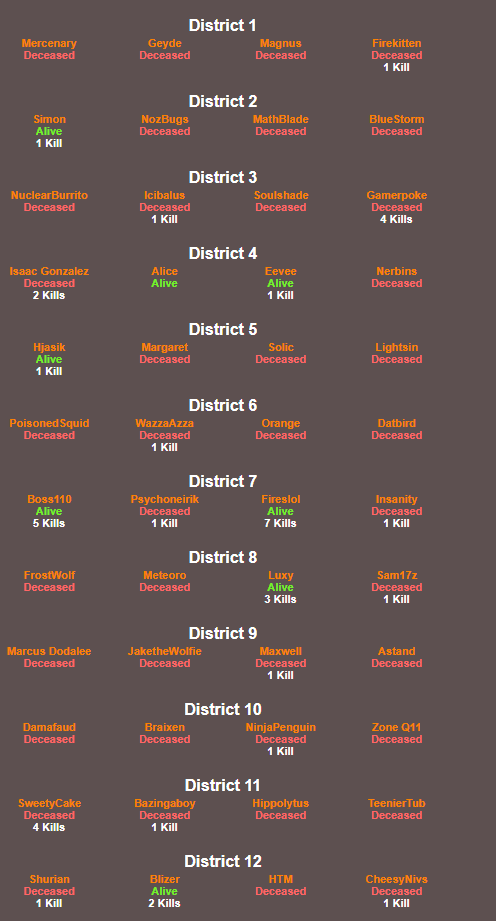 District 1
Mercenary Geyde Magnus Firekitten
Deceased Deceased Deceased Deceased
1 Kill
District 2
Simon NozBugs MathBlade BlueStorm
Alive Deceased Deceased Deceased
1 Kill
District 3
NuclearBurrito Icibalus Soulshade Gamerpoke
Deceased Deceased Deceased Deceased
1 Kill 4 Kills
District 4
Isaac Gonzalez Alice Eevee Nerbins
Deceased Alive Alive Deceased
2 Kills 1 Kill
District 5
Hjasik Margaret Solic Lightsin
Alive Deceased Deceased Deceased
1 Kill
District 6
PoisonedSquid WazzaAzza Orange Datbird
Deceased Deceased Deceased Deceased
1 Kill
District 7
Boss110 Psychoneirik Fireslol Insanity
Alive Deceased Alive Deceased
5 Kills 1 Kill 7 Kills 1 Kill
District 8
FrostWolf Meteoro Luxy Sam17z
Deceased Deceased Alive Deceased
3 Kills 1 Kill
District 9
Marcus Dodalee JaketheWolfie Maxwell Astand
Deceased Deceased Deceased Deceased
1 Kill
District 10
Damafaud Braixen NinjaPenguin Zone Q11
Deceased Deceased Deceased Deceased
1 Kill
District 11
SweetyCake Bazingaboy Hippolytus TeenierTub
Deceased Deceased Deceased Deceased
4 Kills 1 Kill
District 12
Shurian Blizer HTM CheesyNivs
Deceased Alive Deceased Deceased
1 Kill 2 Kills 1 Kill